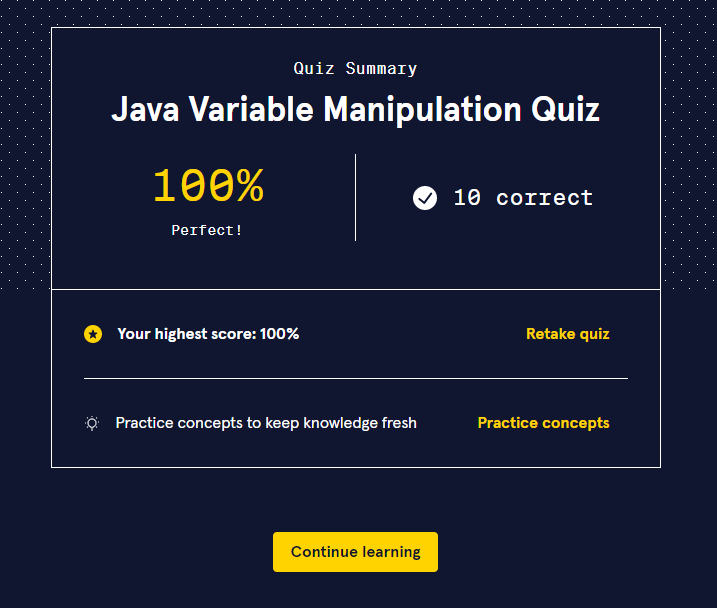 Quiz Summary
Java Variable Manipulation Quiz
100%
Perfect!
10 correct
Your highest score: 100%
Retake quiz
Practice concepts to keep knowledge fresh
Practice concepts
Continue learning